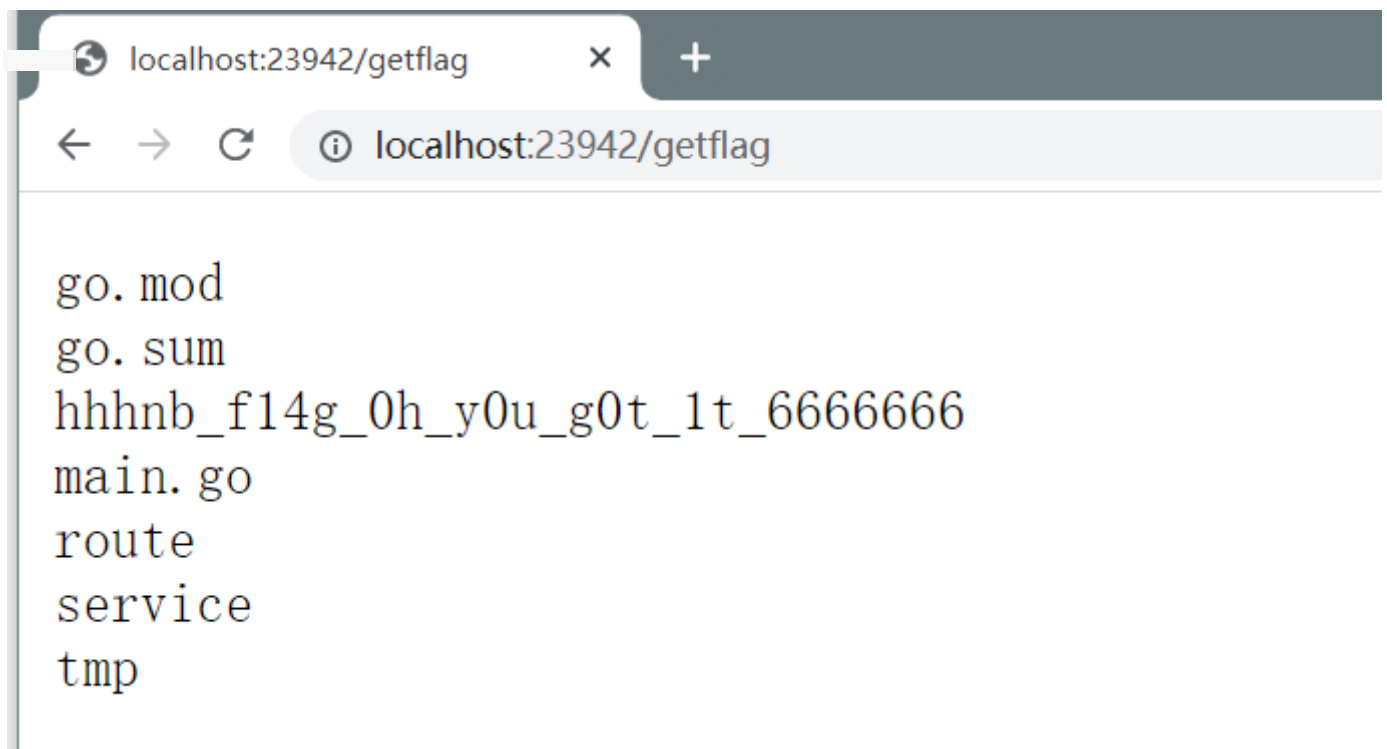 localhost:23942/getflag
localhost:23942/getflag
go.mod
go.sum
hhhnb_f14g_0h_y0u_g0t_1t_6666666
main.go
route
service
tmp